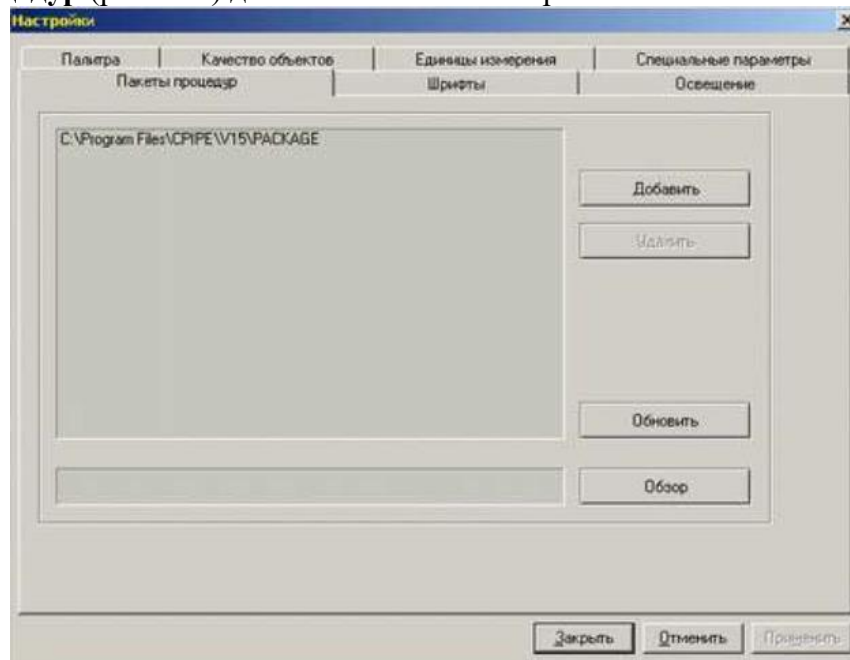 Настройки
Палитра Качество объектов Единицы измерения Специальные параметры
Пакеты процедур Шрифты Освещение
C:\Program Files\CPIPE\V15\PACKAGE
Добавить
Удалить
Обновить
Обзор
Закрыть Отменить Применить